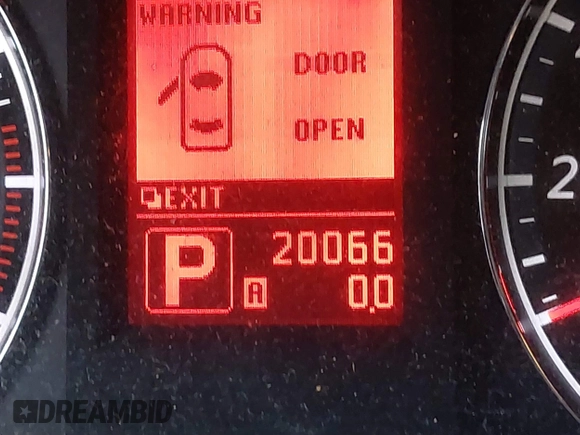 WARNING
DOOR
OPEN
EXIT
P
20066
A
0.0
2
DREAMBID